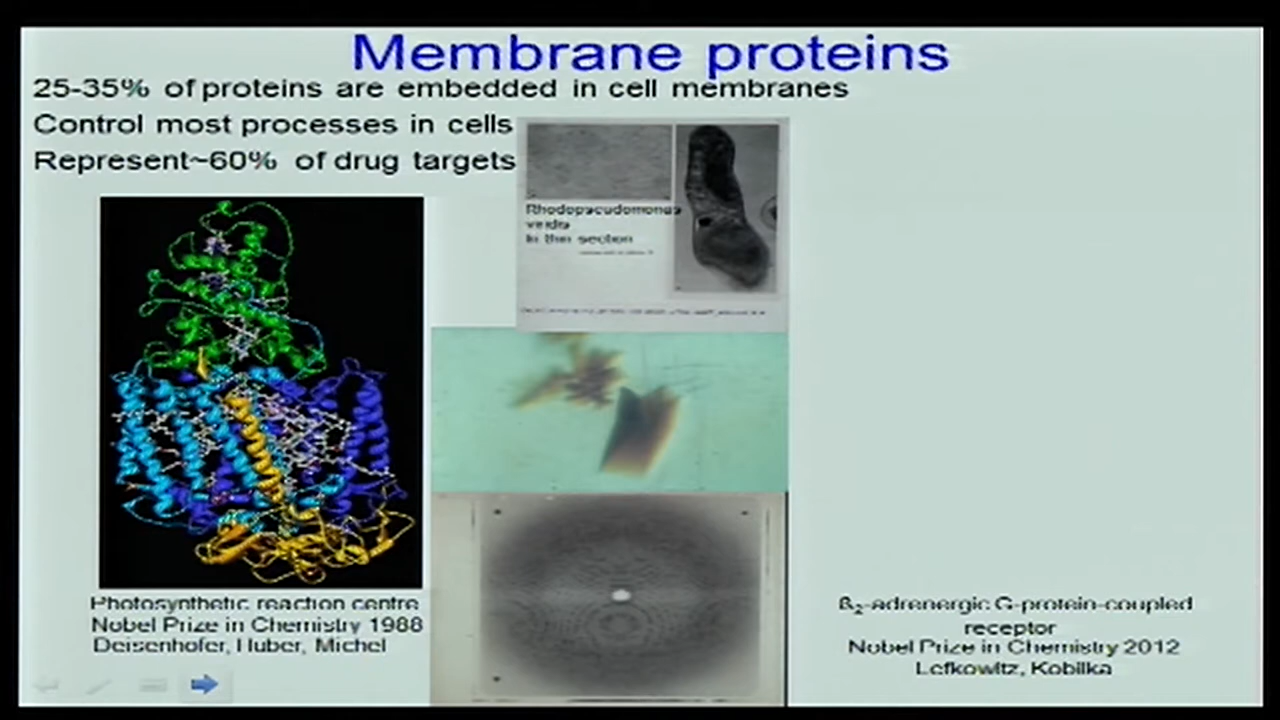 Membrane proteins
25-35% of proteins are embedded in cell membranes
Control most processes in cells
Represent~60% of drug targets
Rhodopseudomonas
viridis
In thin section
Photosynthetic reaction centre
Nobel Prize in Chemistry 1988
Deisenhofer, Huber, Michel
ß₂-adrenergic G-protein-coupled
receptor
Nobel Prize in Chemistry 2012
Lefkowitz, Kobilka